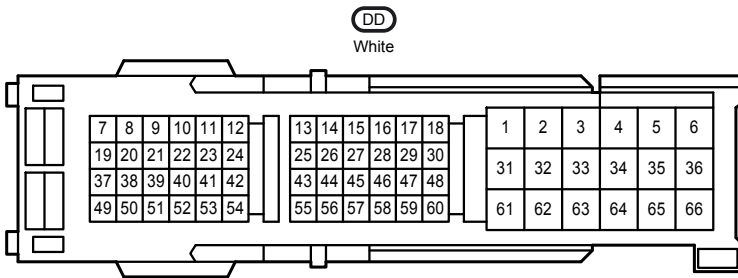 DD
White
7 8 9 10 11 12 13 14 15 16 17 18 1 2 3 4 5 6
19 20 21 22 23 24 25 26 27 28 29 30 31 32 33 34 35 36
37 38 39 40 41 42 43 44 45 46 47 48
49 50 51 52 53 54 55 56 57 58 59 60 61 62 63 64 65 66